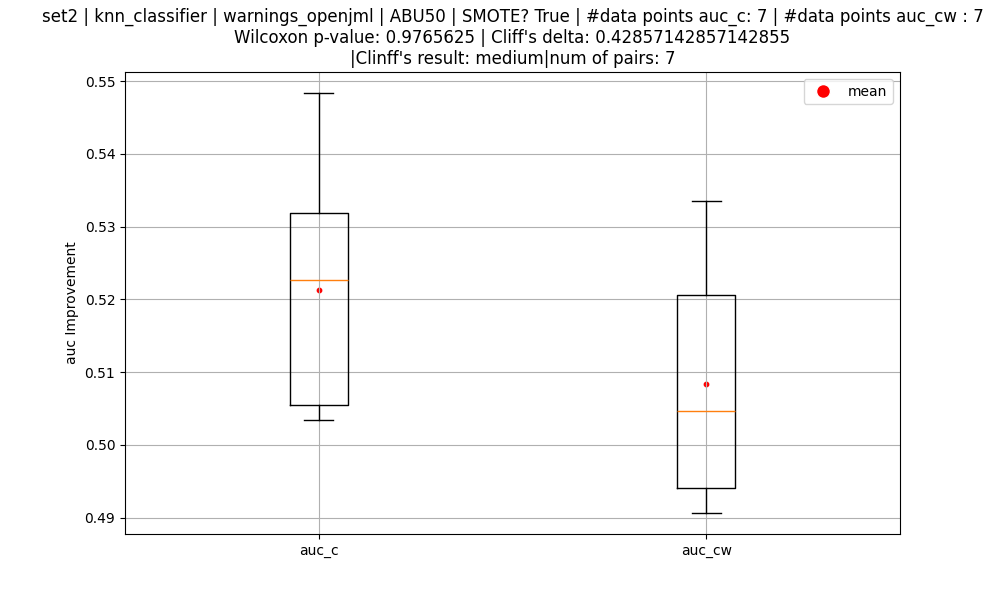 set2 | knn_classifier | warnings_openjml | ABU50 | SMOTE? True | #data points auc_c: 7 | #data points auc_cw : 7
Wilcoxon p-value: 0.9765625 | Cliff's delta: 0.42857142857142855
|Clinff's result: medium|num of pairs: 7
mean
0.55
0.54
0.53
0.52
0.51
0.50
0.49
auc Improvement
auc_c
auc_cw